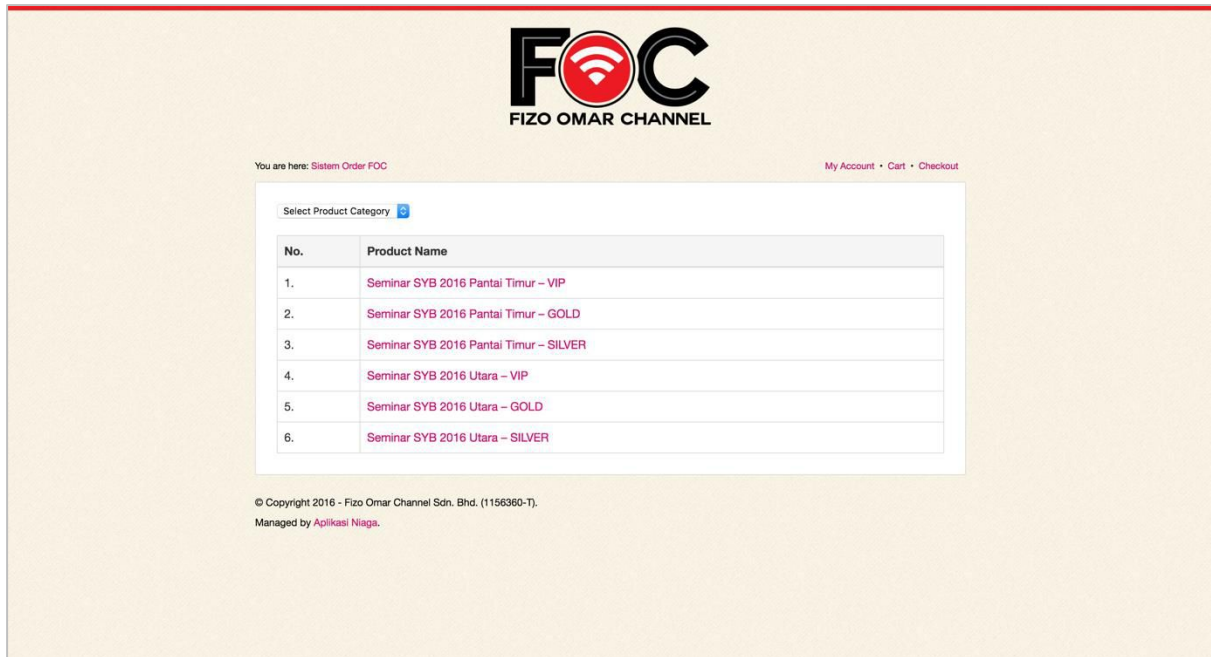 FOC
FIZO OMAR CHANNEL
You are here: Sistem Order FOC
My Account • Cart • Checkout
Select Product Category
No. Product Name
1. Seminar SYB 2016 Pantai Timur – VIP
2. Seminar SYB 2016 Pantai Timur – GOLD
3. Seminar SYB 2016 Pantai Timur – SILVER
4. Seminar SYB 2016 Utara – VIP
5. Seminar SYB 2016 Utara – GOLD
6. Seminar SYB 2016 Utara – SILVER
© Copyright 2016 - Fizo Omar Channel Sdn. Bhd. (1156360-T).
Managed by Aplikasi Niaga.